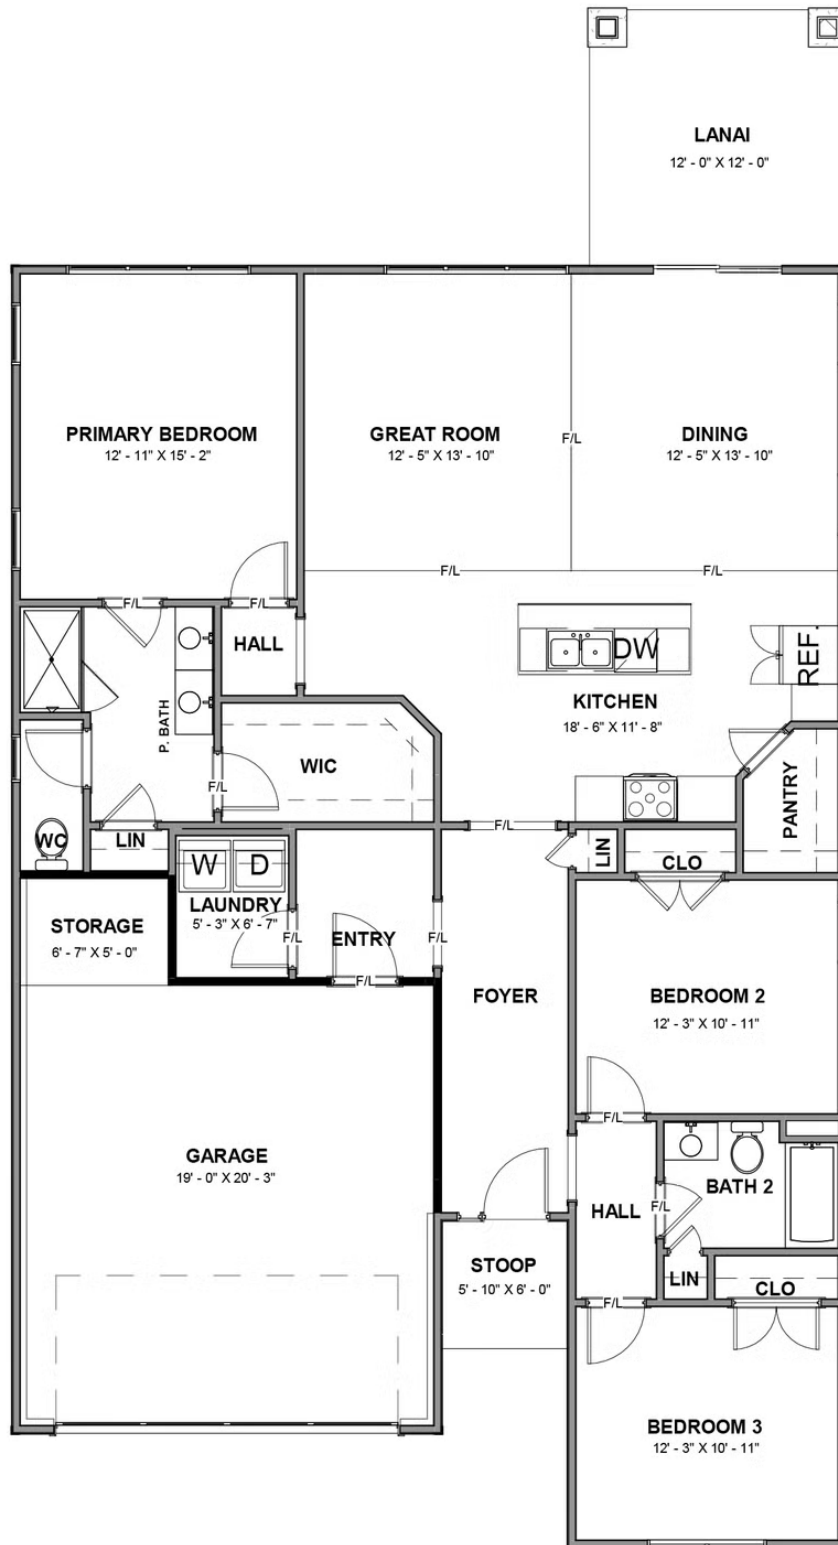 LANAI
12' - 0" X 12' - 0"
PRIMARY BEDROOM
12' - 11" X 15' - 2"
GREAT ROOM
12' - 5" X 13' - 10"
F/L
DINING
12' - 5" X 13' - 10"
F/L
F/L
F/L
F/L
HALL
P. BATH
DW
REF.
KITCHEN
18' - 6" X 11' - 8"
WIC
F/L
PANTRY
WC
LIN
F/L
LIN
CLO
W
D
LAUNDRY
5' - 3" X 6' - 7"
F/L
ENTRY
F/L
F/L
STORAGE
6' - 7" X 5' - 0"
FOYER
BEDROOM 2
12' - 3" X 10' - 11"
F/L
GARAGE
19' - 0" X 20' - 3"
HALL
F/L
BATH 2
STOOP
5' - 10" X 6' - 0"
LIN
CLO
F/L
BEDROOM 3
12' - 3" X 10' - 11"